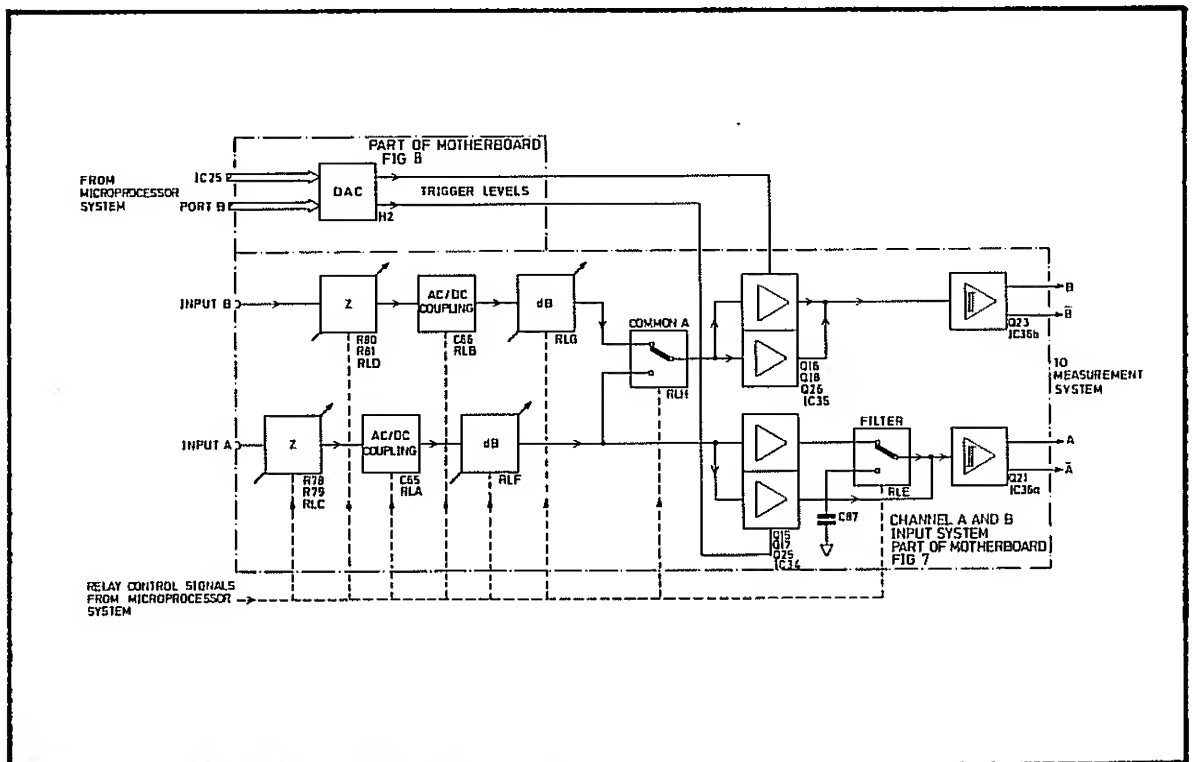 PART OF MOTHERBOARD
FIG 8
FROM
MICROPROCESSOR
SYSTEM
IC25
PORT B
DAC
H2
TRIGGER LEVELS
INPUT B
Z
R80
R81
RLD
AC/DC
COUPLING
C66
RLB
dB
RLG
COMMON A
RLH
Q16
Q18
Q26
IC35
Q23
IC36b
B
B̅
TO
MEASUREMENT
SYSTEM
INPUT A
Z
R78
R79
RLC
AC/DC
COUPLING
C65
RLA
dB
RLF
Q15
Q17
Q25
IC34
FILTER
RLE
C87
Q21
IC36a
A
A̅
CHANNEL A AND B
INPUT SYSTEM
PART OF MOTHERBOARD
FIG 7
RELAY CONTROL SIGNALS
FROM MICROPROCESSOR
SYSTEM